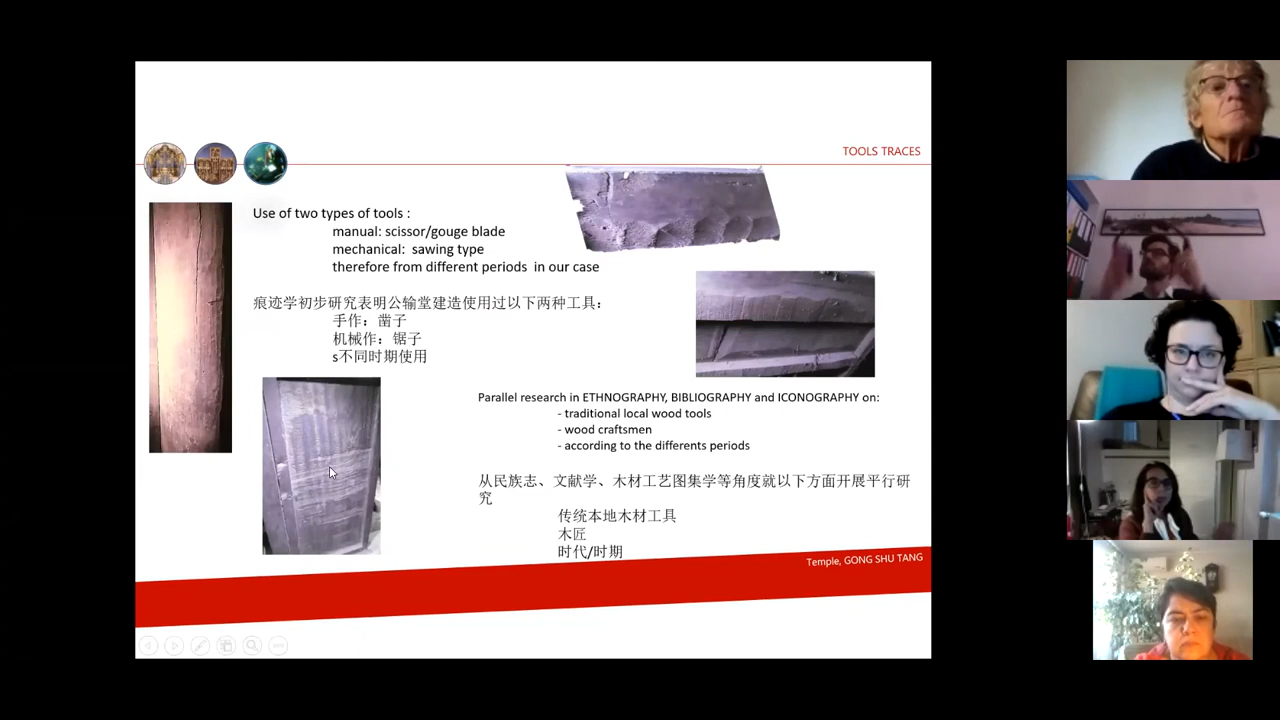 TOOLS TRACES
Use of two types of tools :
manual: scissor/gouge blade
mechanical: sawing type
therefore from different periods in our case
痕迹学初步研究表明公输堂建造使用过以下两种工具：
手作：凿子
机械作：锯子
s不同时期使用
Parallel research in ETHNOGRAPHY, BIBLIOGRAPHY and ICONOGRAPHY on:
- traditional local wood tools
- wood craftsmen
- according to the differents periods
从民族志、文献学、木材工艺图集学等角度就以下方面开展平行研
究
传统本地木材工具
木匠
时代/时期
Temple, GONG SHU TANG